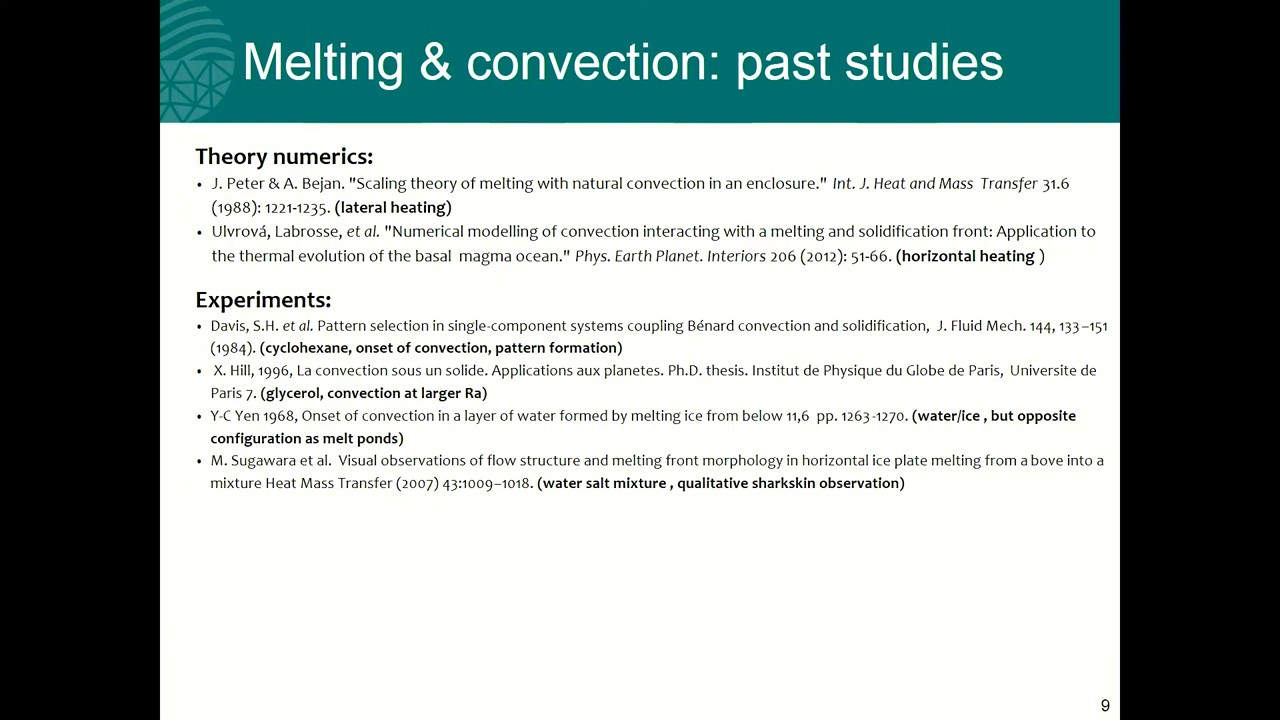 Melting & convection: past studies
Theory numerics:
• J. Peter & A. Bejan. "Scaling theory of melting with natural convection in an enclosure." Int. J. Heat and Mass Transfer 31.6
(1988): 1221-1235. (lateral heating)
• Ulvrová, Labrosse, et al. "Numerical modelling of convection interacting with a melting and solidification front: Application to
the thermal evolution of the basal magma ocean." Phys. Earth Planet. Interiors 206 (2012): 51-66. (horizontal heating )
Experiments:
• Davis, S.H. et al. Pattern selection in single-component systems coupling Bénard convection and solidification, J. Fluid Mech. 144, 133–151
(1984). (cyclohexane, onset of convection, pattern formation)
• X. Hill, 1996, La convection sous un solide. Applications aux planetes. Ph.D. thesis. Institut de Physique du Globe de Paris, Universite de
Paris 7. (glycerol, convection at larger Ra)
• Y-C Yen 1968, Onset of convection in a layer of water formed by melting ice from below 11,6 pp. 1263-1270. (water/ice , but opposite
configuration as melt ponds)
• M. Sugawara et al. Visual observations of flow structure and melting front morphology in horizontal ice plate melting from a bove into a
mixture Heat Mass Transfer (2007) 43:1009–1018. (water salt mixture , qualitative sharkskin observation)
9